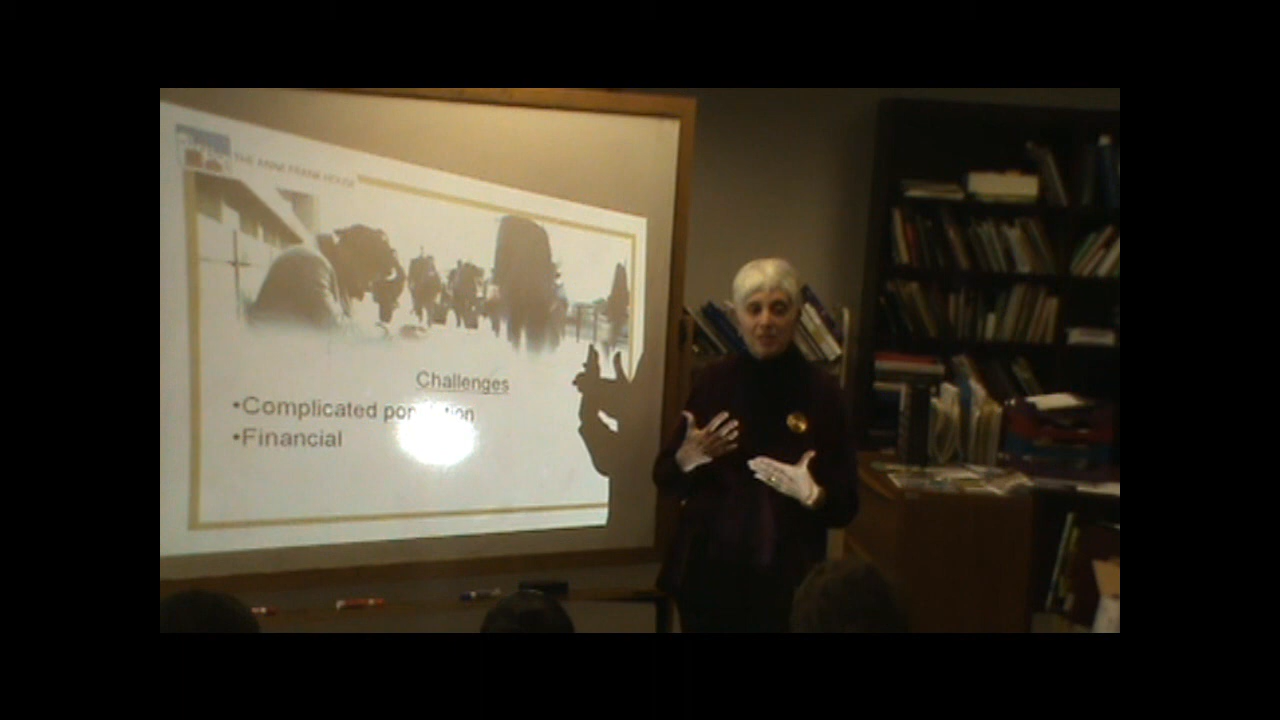 THE ANNE FRANK HOUSE
Challenges
•Complicated population
•Financial